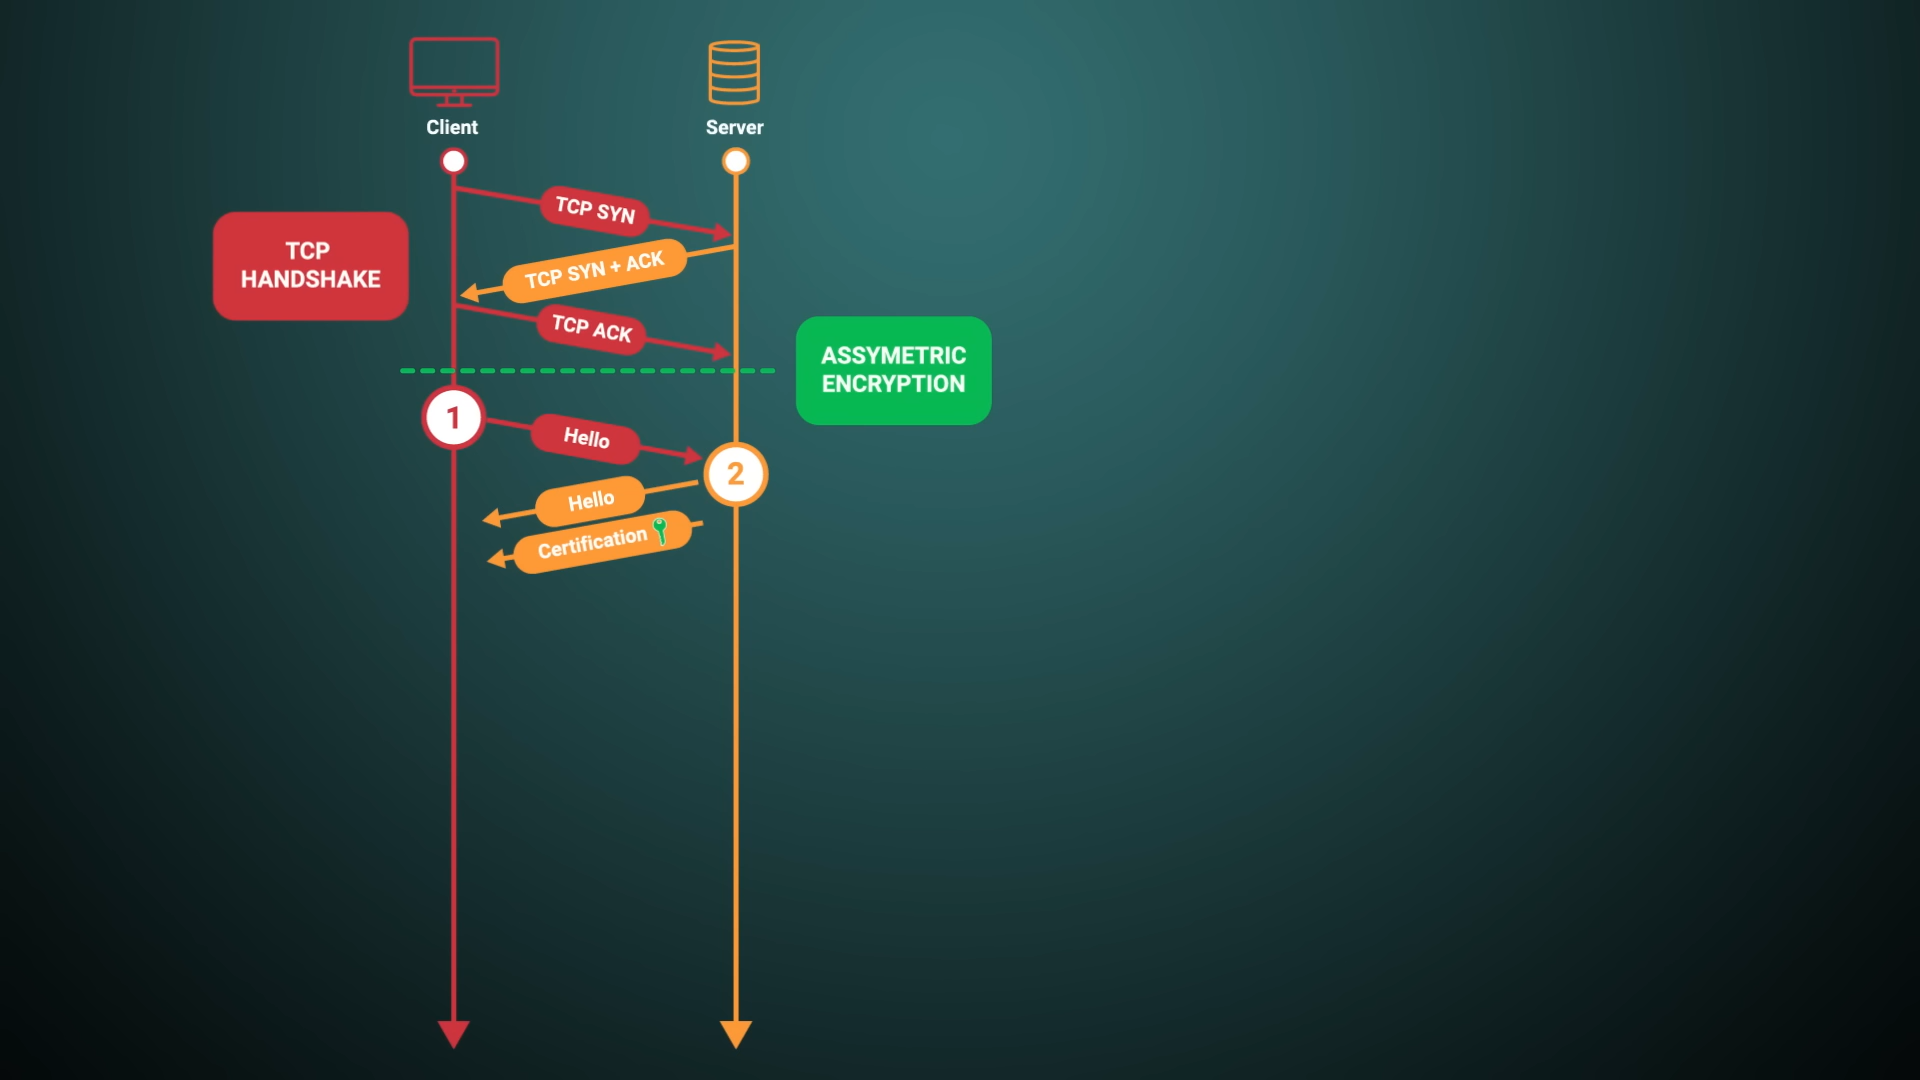 Client
Server
TCP SYN
TCP
HANDSHAKE
TCP SYN + ACK
TCP ACK
ASSYMETRIC
ENCRYPTION
1
Hello
2
Hello
Certification